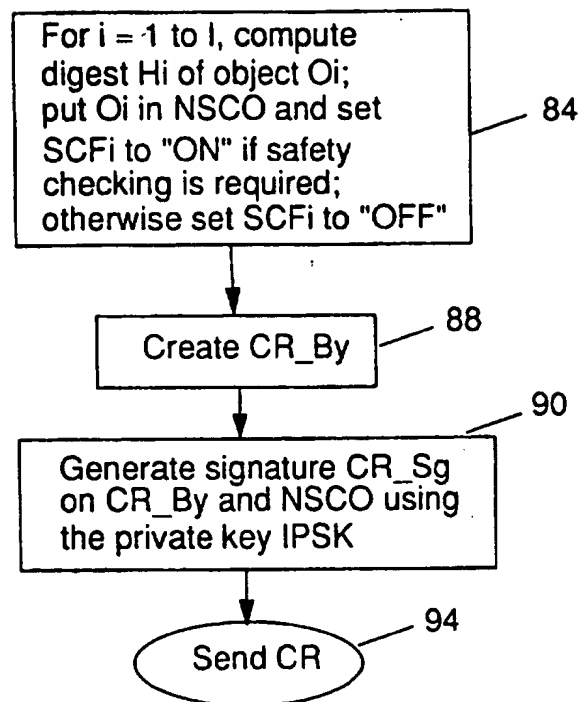 For i = 1 to I, compute
digest Hi of object Oi;
put Oi in NSCO and set
SCFi to "ON" if safety
checking is required;
otherwise set SCFi to "OFF"
84
Create CR_By
88
90
Generate signature CR_Sg
on CR_By and NSCO using
the private key IPSK
Send CR
94